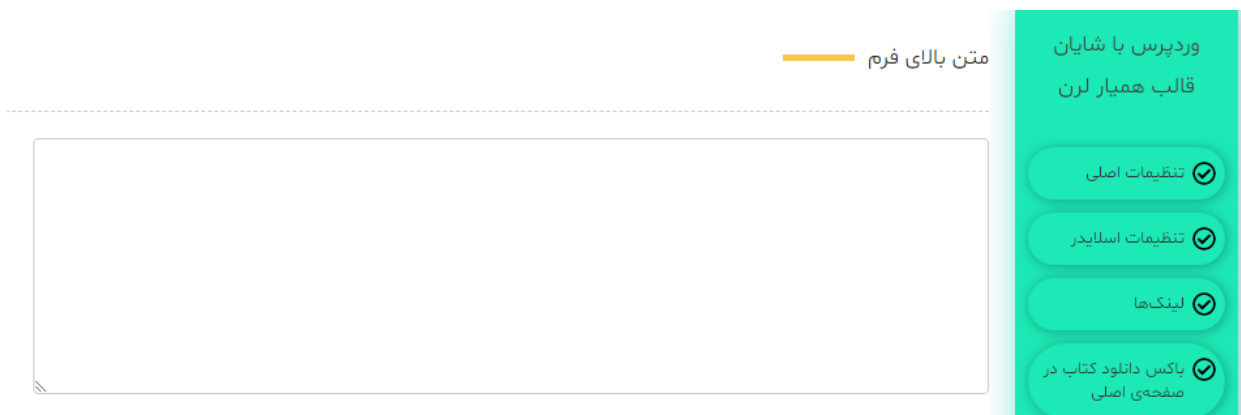 وردپرس با شایان
قالب همیار لرن
تنظیمات اصلی
تنظیمات اسلایدر
لینک‌ها
باکس دانلود کتاب در
صفحه‌ی اصلی
متن بالای فرم